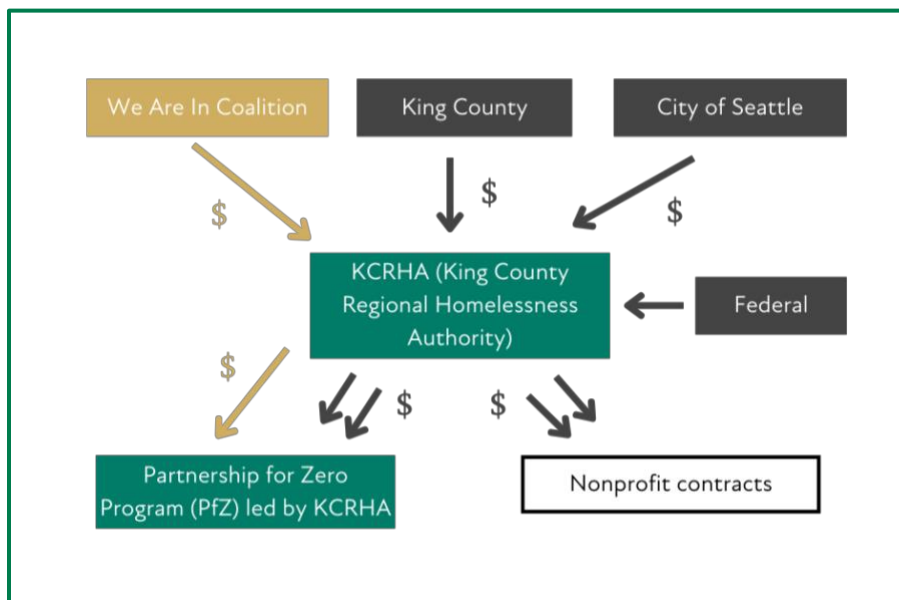 We Are In Coalition
King County
City of Seattle
$
$
$
KCRHA (King County
Regional Homelessness
Authority)
Federal
$
$
$
Partnership for Zero
Program (PfZ) led by KCRHA
Nonprofit contracts